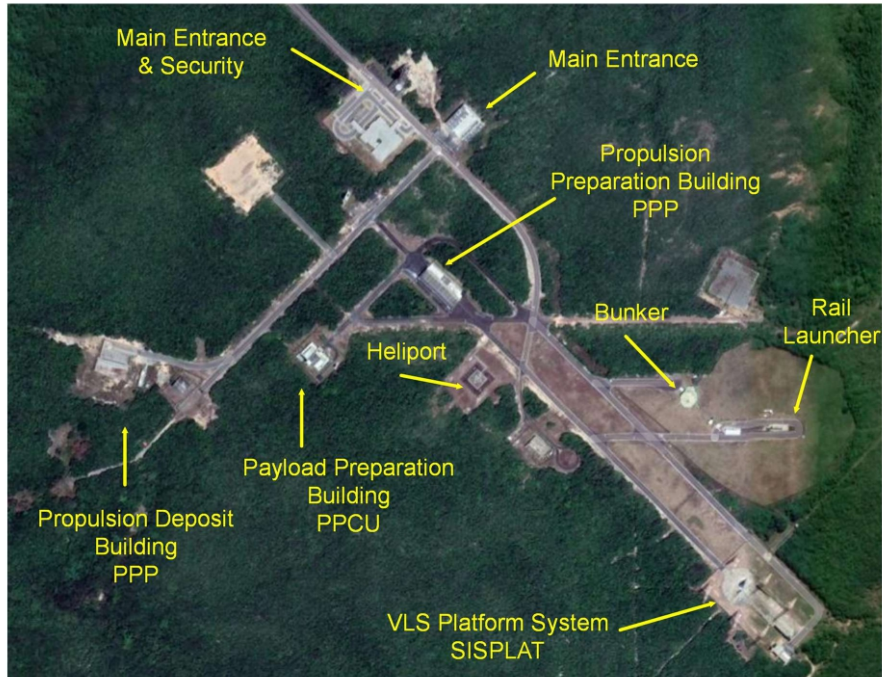 Main Entrance
& Security
Main Entrance
Propulsion
Preparation Building
PPP
Bunker
Rail
Launcher
Heliport
Payload Preparation
Building
PPCU
Propulsion Deposit
Building
PPP
VLS Platform System
SISPLAT